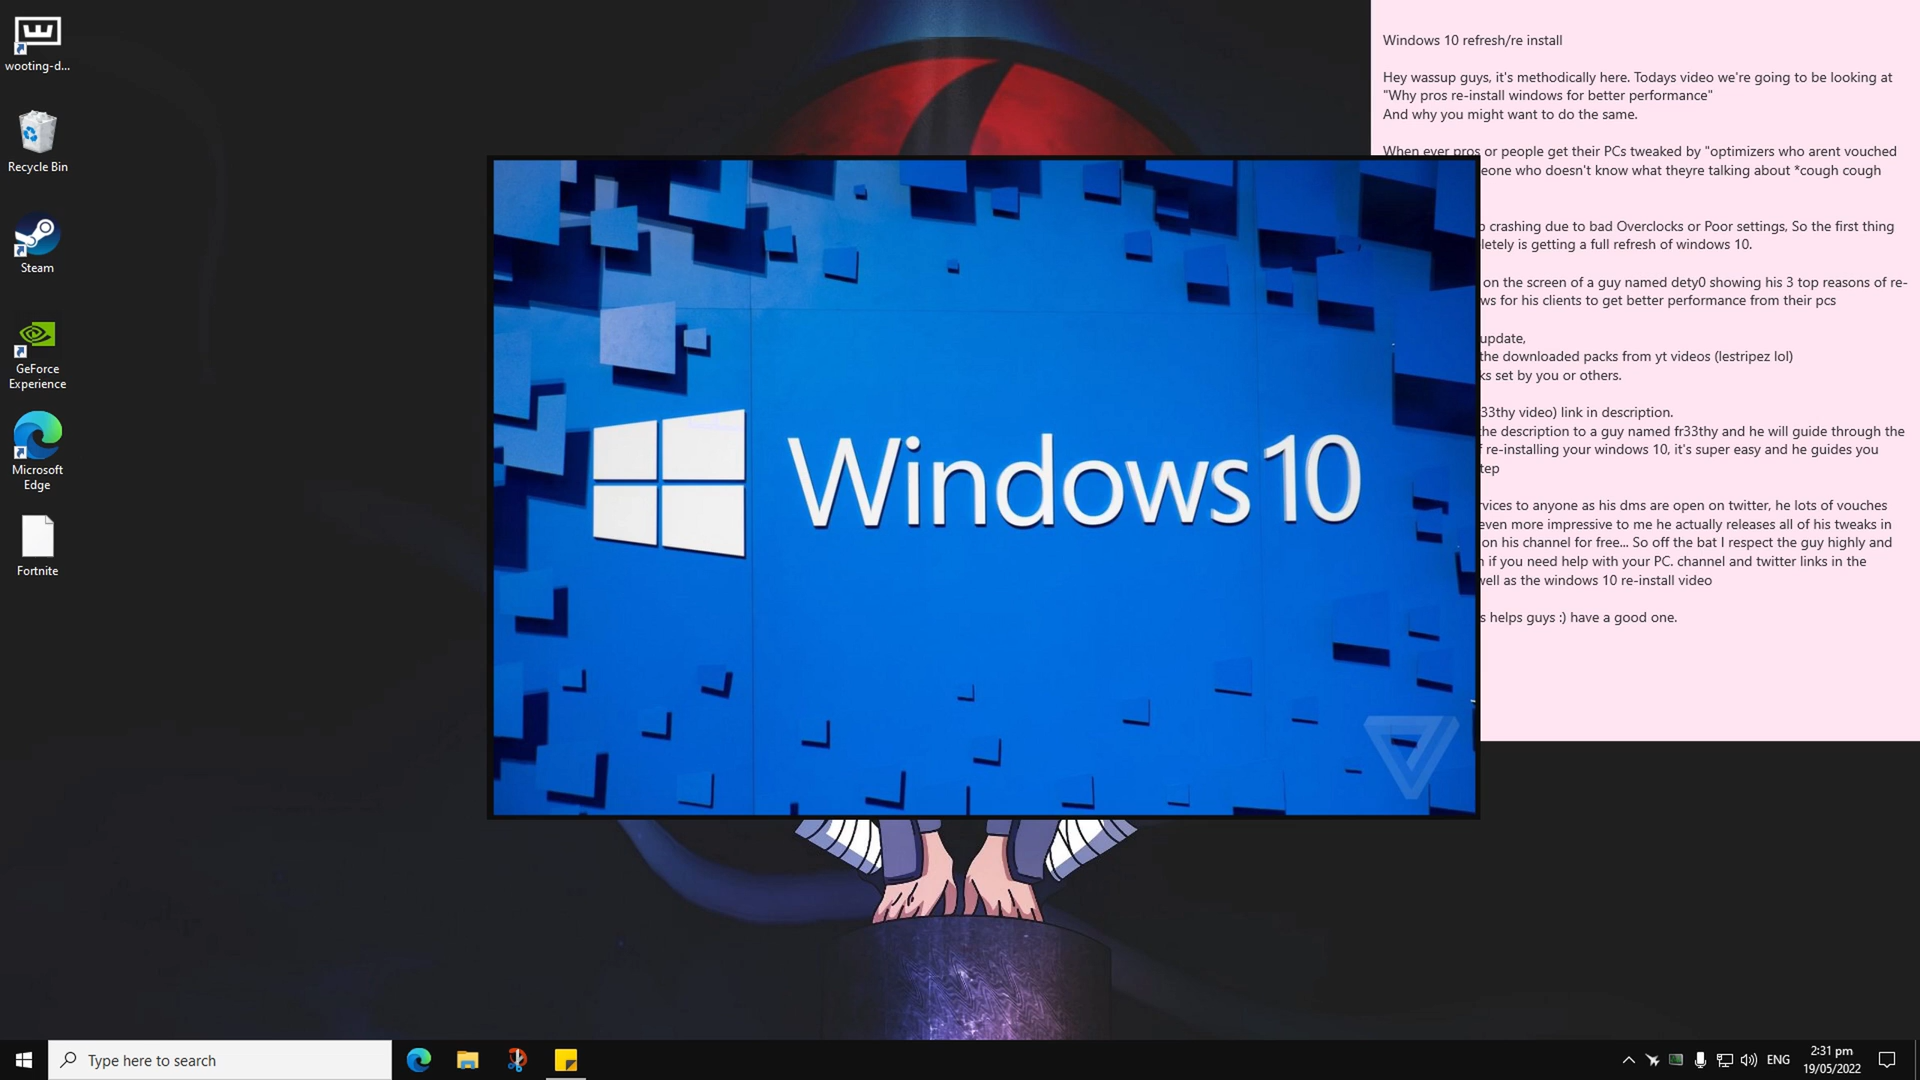 wooting-d...
Recycle Bin
Steam
GeForce
Experience
Microsoft
Edge
Fortnite
Windows 10
Windows 10 refresh/re install
Hey wassup guys, it's methodically here. Todays video we're going to be looking at
"Why pros re-install windows for better performance"
And why you might want to do the same.
When ever pros or people get their PCs tweaked by "optimizers who arent vouched
eone who doesn't know what theyre talking about *cough cough
crashing due to bad Overclocks or Poor settings, So the first thing
letely is getting a full refresh of windows 10.
on the screen of a guy named dety0 showing his 3 top reasons of re-
ws for his clients to get better performance from their pcs
update,
the downloaded packs from yt videos (lestripez lol)
ks set by you or others.
33thy video) link in description.
he description to a guy named fr33thy and he will guide through the
re-installing your windows 10, it's super easy and he guides you
tep
vices to anyone as his dms are open on twitter, he lots of vouches
even more impressive to me he actually releases all of his tweaks in
on his channel for free... So off the bat I respect the guy highly and
if you need help with your PC. channel and twitter links in the
well as the windows 10 re-install video
s helps guys :) have a good one.
Type here to search
ENG
2:31 pm
19/05/2022